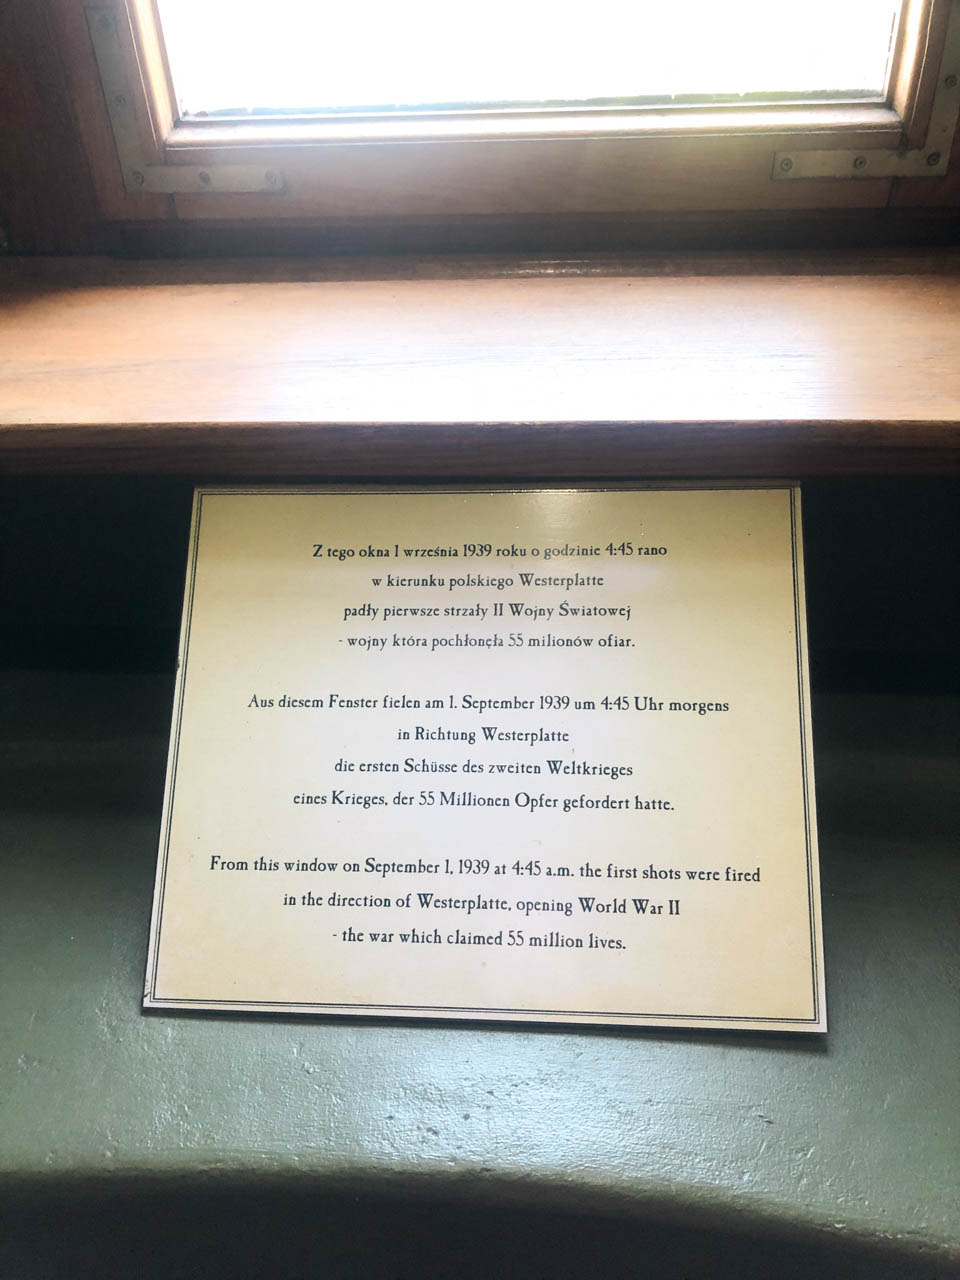 Z tego okna 1 września 1939 roku o godzinie 4:45 rano
w kierunku polskiego Westerplatte
padły pierwsze strzały II Wojny Światowej
- wojny która pochłonęła 55 milionów ofiar.
Aus diesem Fenster fielen am 1. September 1939 um 4:45 Uhr morgens
in Richtung Westerplatte
die ersten Schüsse des zweiten Weltkrieges
eines Krieges, der 55 Millionen Opfer gefordert hatte.
From this window on September 1, 1939 at 4:45 a.m. the first shots were fired
in the direction of Westerplatte, opening World War II
- the war which claimed 55 million lives.